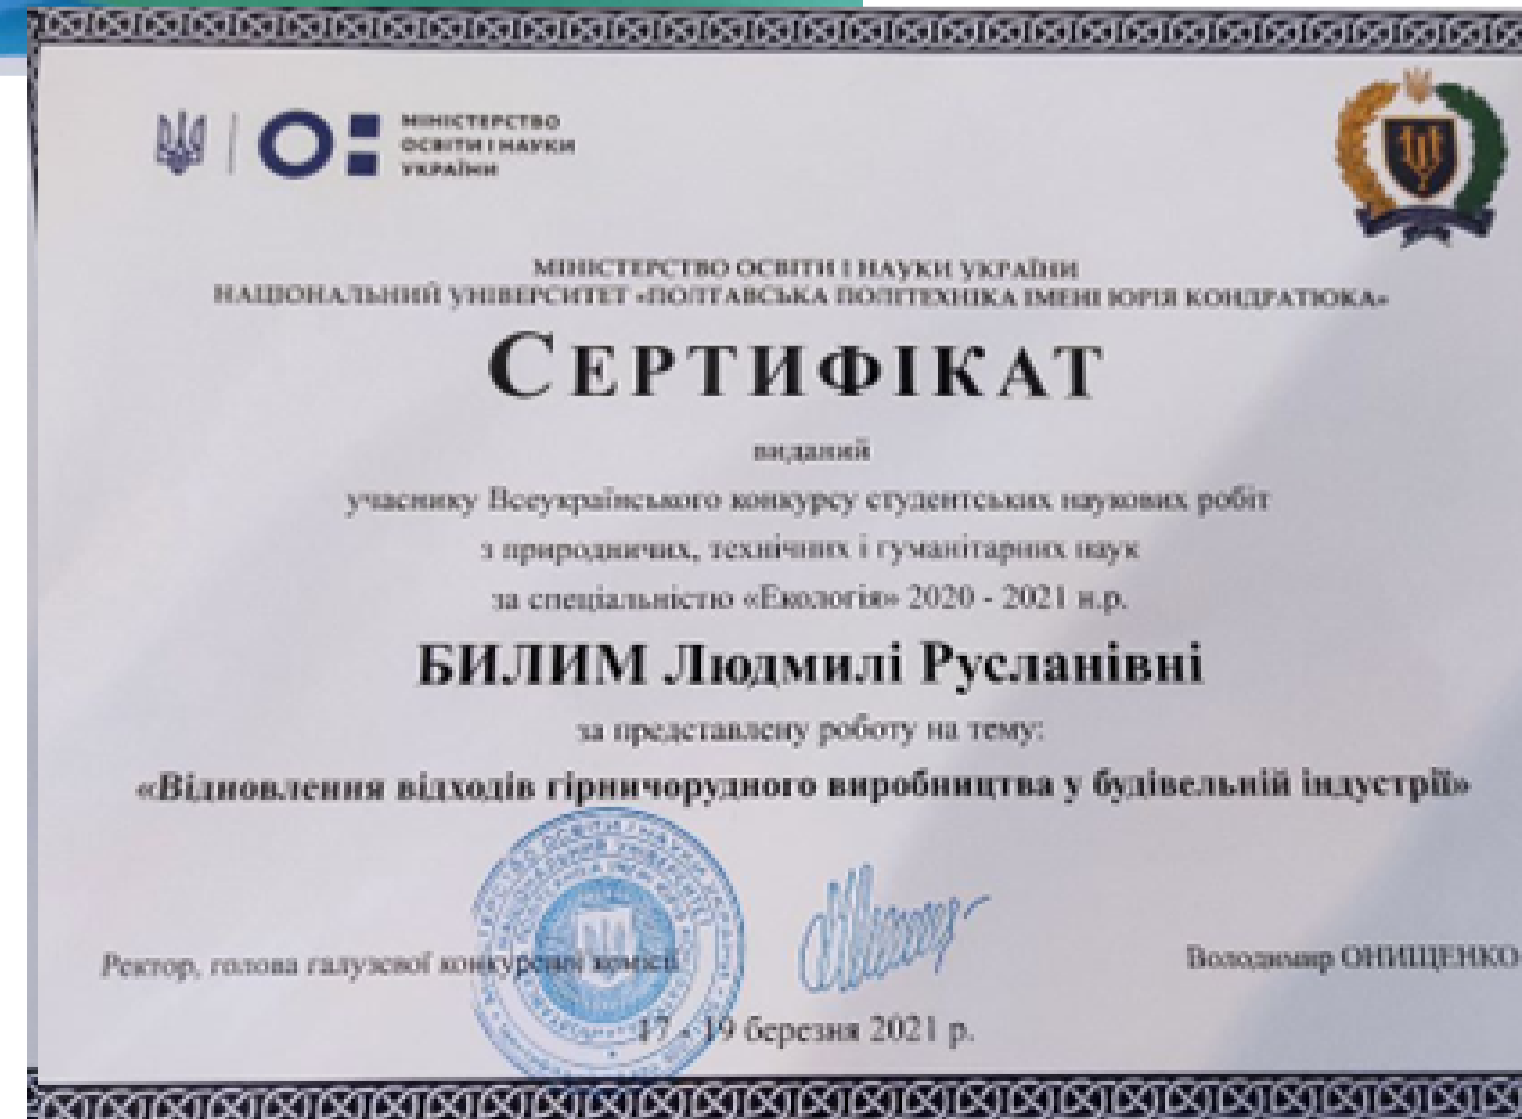 МІНІСТЕРСТВО
ОСВІТИ І НАУКИ
УКРАЇНИ
МІНІСТЕРСТВО ОСВІТИ І НАУКИ УКРАЇНИ
НАЦІОНАЛЬНИЙ УНІВЕРСИТЕТ «ПОЛТАВСЬКА ПОЛІТЕХНІКА ІМЕНІ ЮРІЯ КОНДРАТЮКА»
СЕРТИФІКАТ
виданий
учаснику Всеукраїнського конкурсу студентських наукових робіт
з природничих, технічних і гуманітарних наук
за спеціальністю «Екологія» 2020 - 2021 н.р.
БИЛИМ Людмилі Русланівні
за представлену роботу на тему:
«Відновлення відходів гірничорудного виробництва у будівельній індустрії»
Ректор, голова галузевої конкурсної комісії
Володимир ОНИЩЕНКО
17 - 19 березня 2021 р.